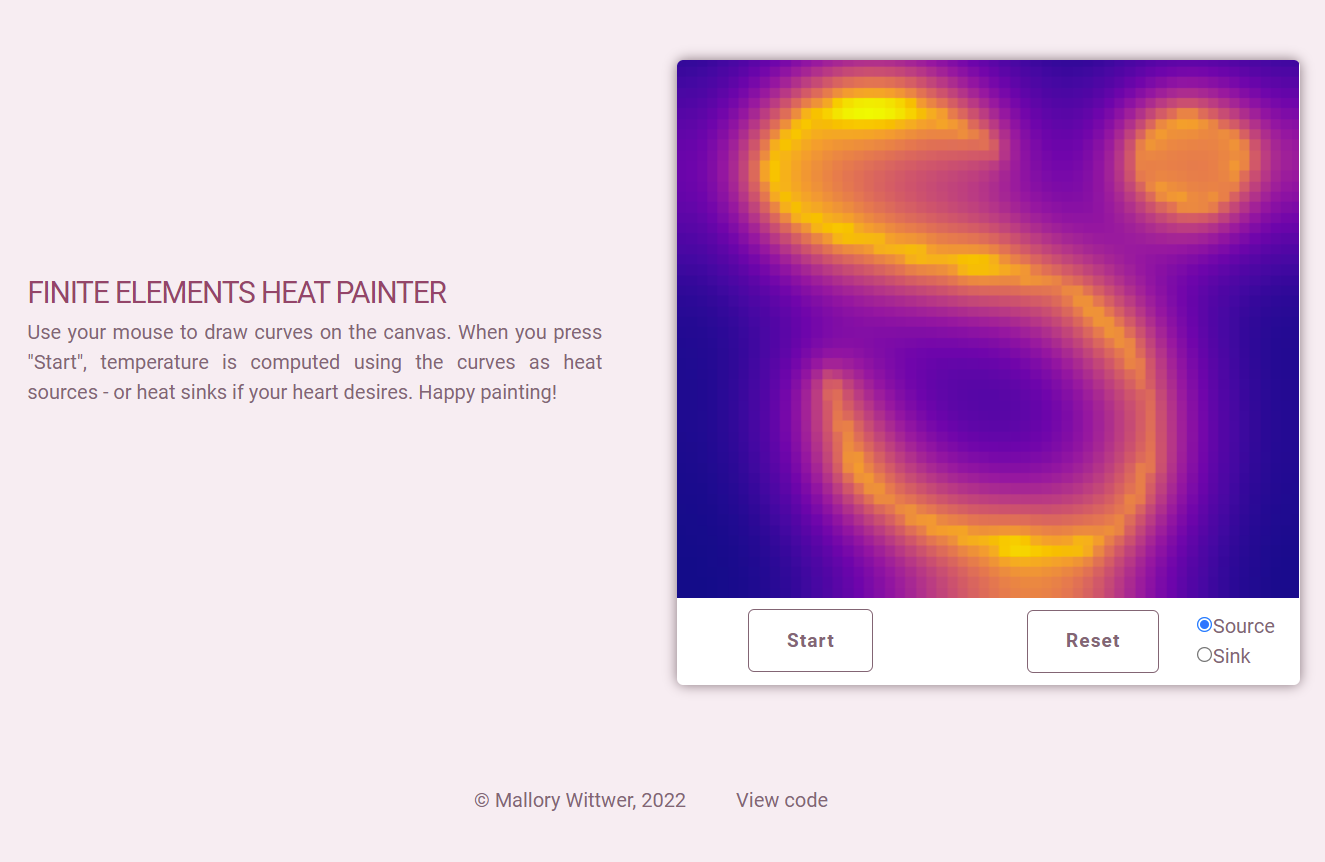 FINITE ELEMENTS HEAT PAINTER
Use your mouse to draw curves on the canvas. When you press
"Start", temperature is computed using the curves as heat
sources - or heat sinks if your heart desires. Happy painting!
Start
Reset
Source
Sink
© Mallory Wittwer, 2022
View code